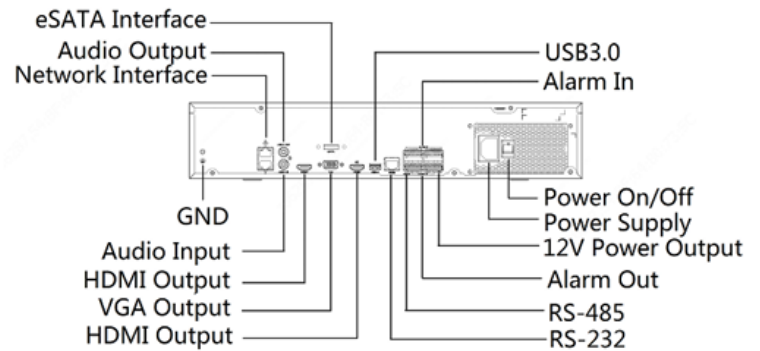 eSATA Interface
Audio Output
Network Interface
USB3.0
Alarm In
GND
Audio Input
HDMI Output
VGA Output
HDMI Output
Power On/Off
Power Supply
12V Power Output
Alarm Out
RS-485
RS-232